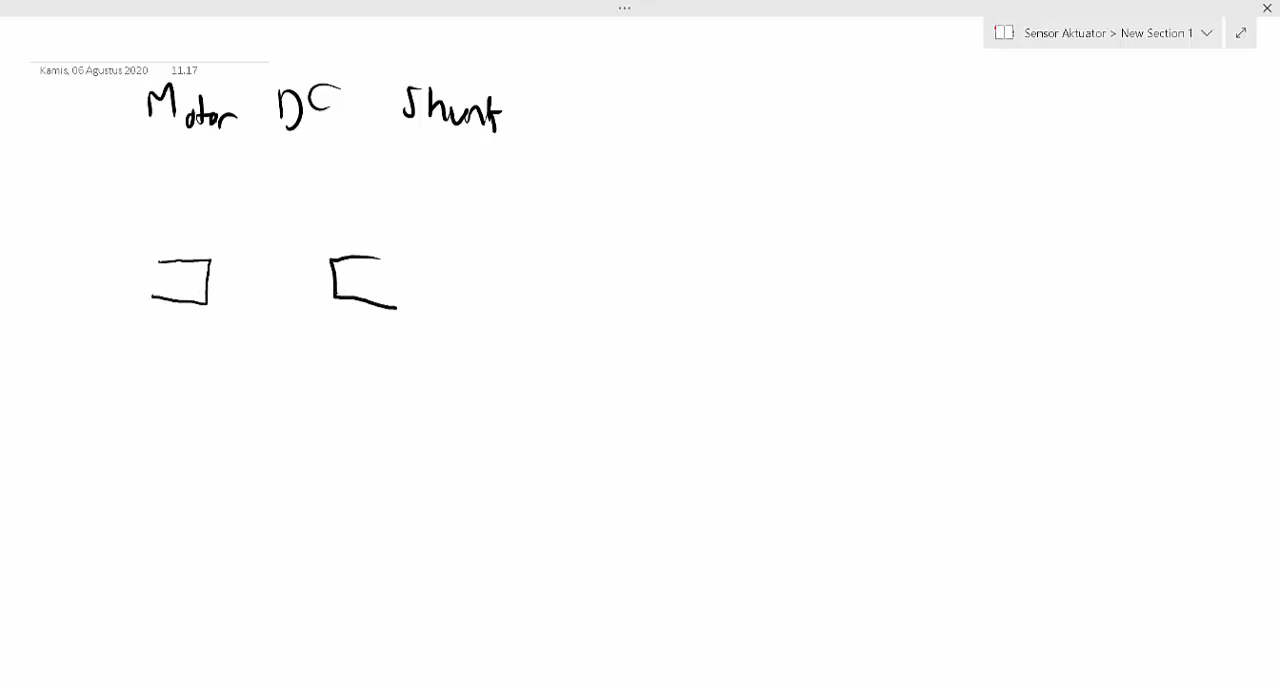 Sensor Aktuator > New Section 1
Kamis, 06 Agustus 2020 11.17
Motor DC Shunt